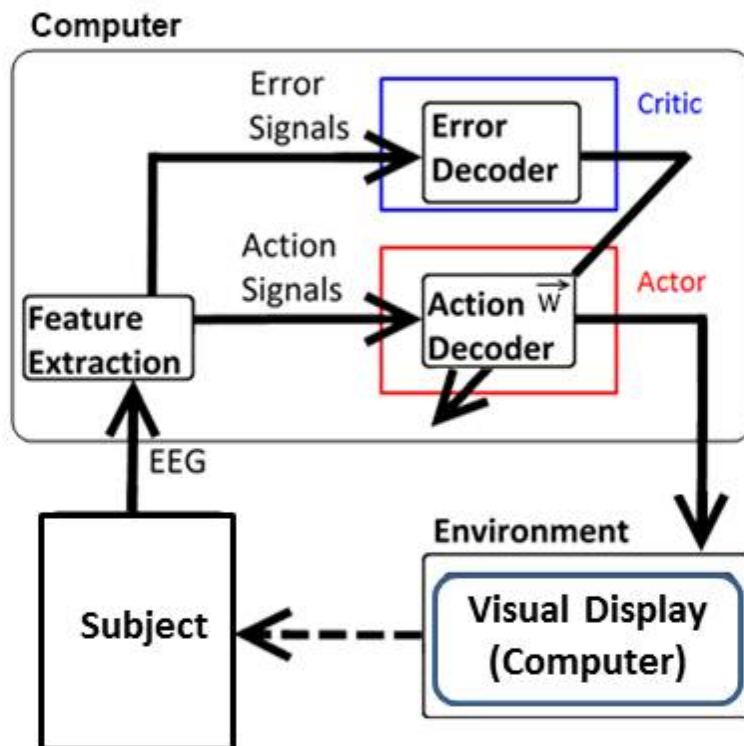 Computer
Error
Signals
Error
Decoder
Critic
Action
Signals
Action
Decoder
W
Actor
Feature
Extraction
EEG
Subject
Environment
Visual Display
(Computer)